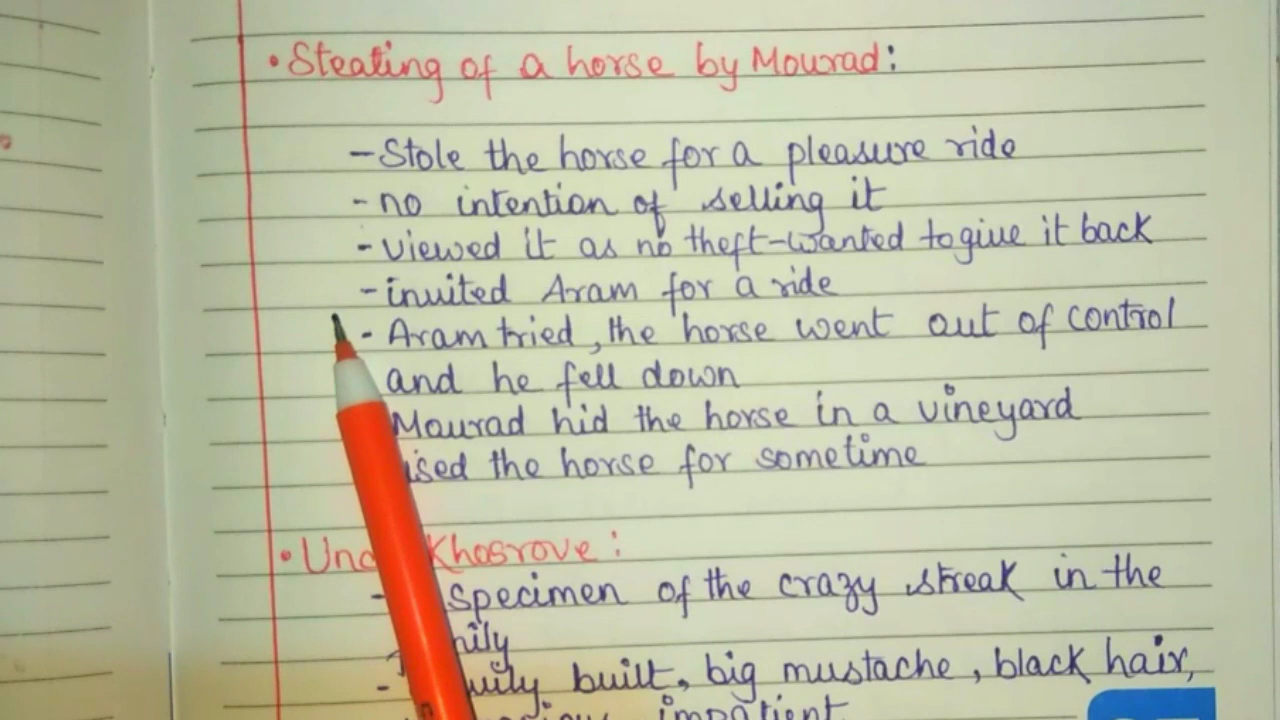 • Stealing of a horse by Mourad:
- Stole the horse for a pleasure ride
- no intention of selling it
- viewed it as no theft - wanted to give it back
- invited Aram for a ride
- Aram tried, the horse went out of control
and he fell down
Mourad hid the horse in a vineyard
used the horse for sometime
• Khosrove:
- specimen of the crazy streak in the
- built, big mustache, black hair,
impatient